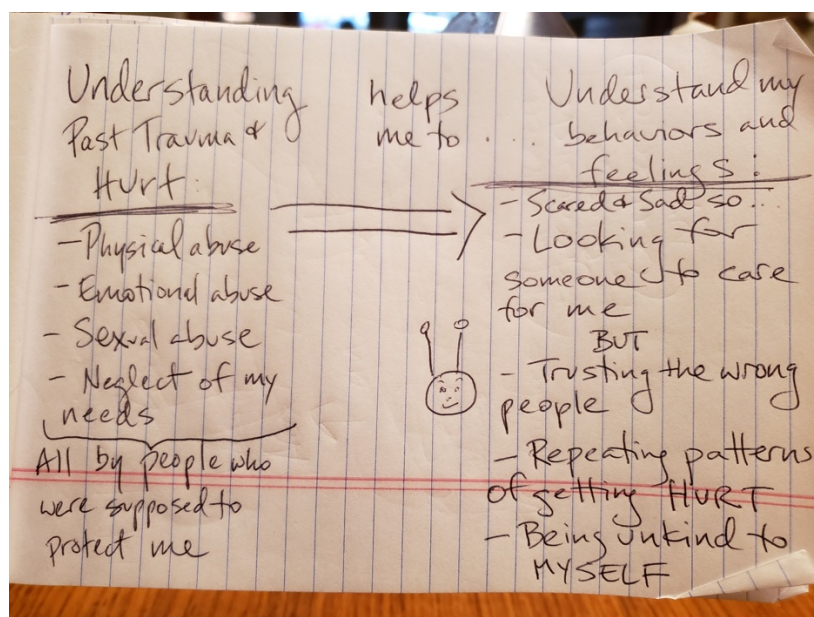 Understanding
Past Trauma &
Hurt:
- Physical abuse
- Emotional abuse
- Sexual abuse
- Neglect of my
needs
All by people who
were supposed to
protect me
helps
me to ....
Understand my
behaviors and
feelings:
- Scared & Sad so...
- Looking for
someone to care
for me
BUT
- Trusting the wrong
people
- Repeating patterns
of getting HURT
- Being unkind to
MYSELF